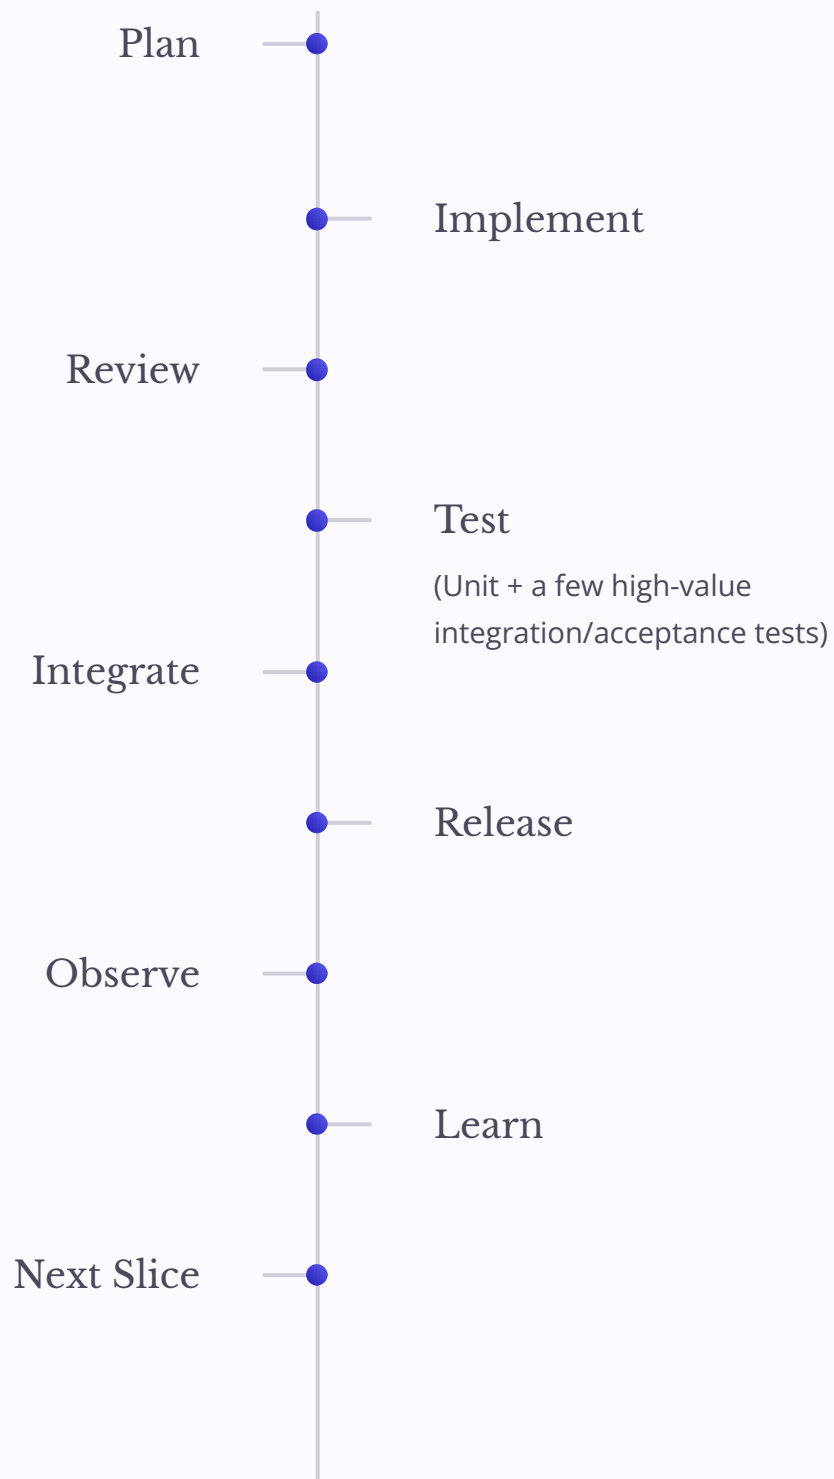 Plan
Implement
Review
Test
(Unit + a few high-value
integration/acceptance tests)
Integrate
Release
Observe
Learn
Next Slice